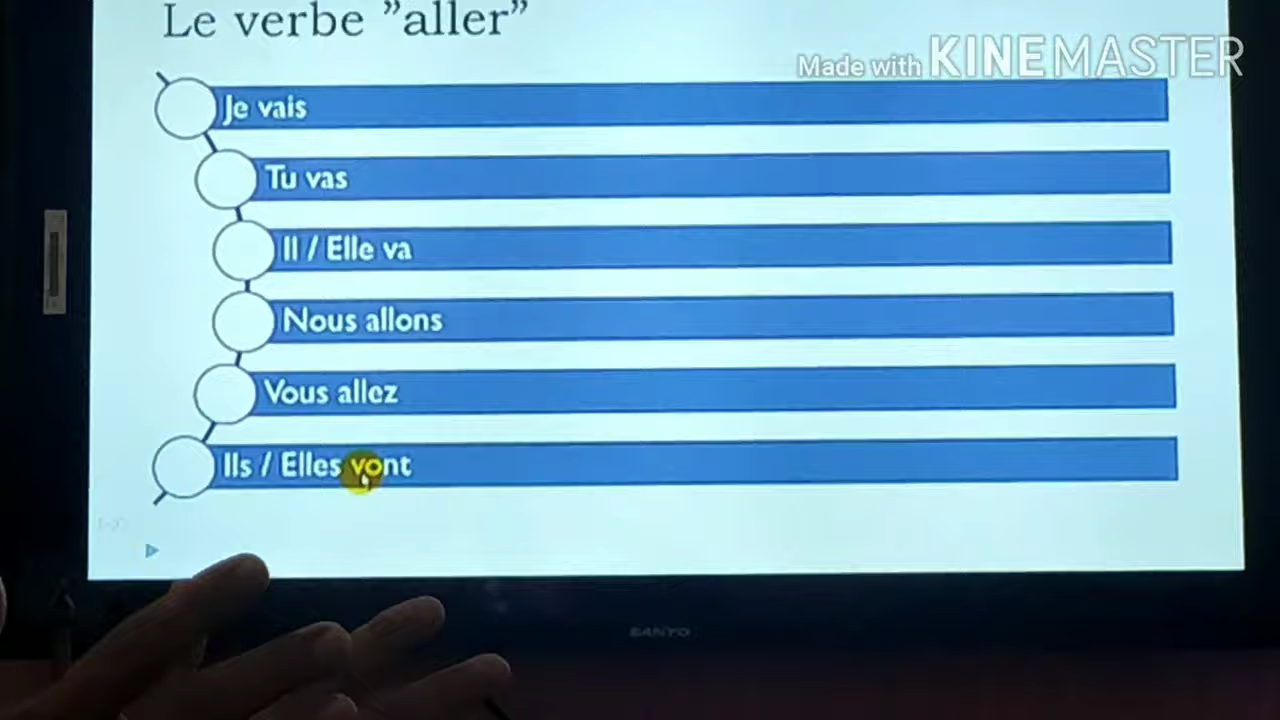 Le verbe ”aller”
Made with KINEMASTER
Je vais
Tu vas
Il / Elle va
Nous allons
Vous allez
Ils / Elles vont
SANYO